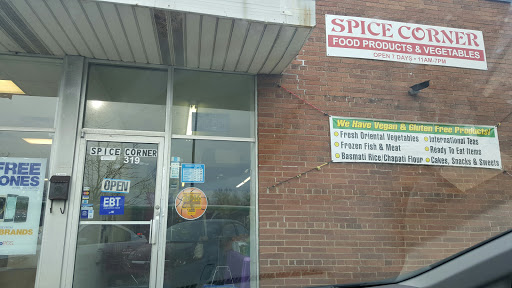 SPICE CORNER
FOOD PRODUCTS & VEGETABLES
OPEN 7 DAYS • 11AM-7PM
We Have Vegan & Gluten Free Products!
Fresh Oriental Vegetables
Frozen Fish & Meat
Basmati Rice/Chapati Flour
International Teas
Ready To Eat Items
Cakes, Snacks & Sweets
SPICE CORNER
319
OPEN
EBT
FREE
ONES
BRANDS